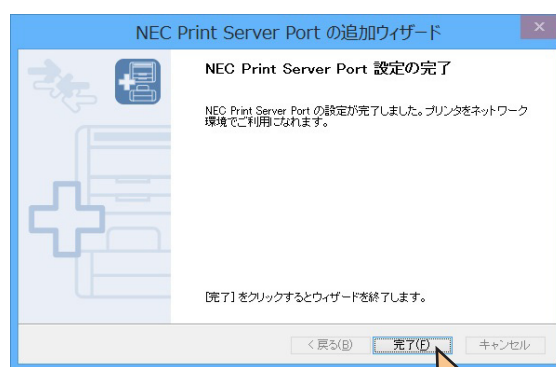 NEC Print Server Port の追加ウィザード
NEC Print Server Port 設定の完了
NEC Print Server Port の設定が完了しました。プリンタをネットワーク
環境でご利用になれます。
[完了] をクリックするとウィザードを終了します。
< 戻る(B)
完了(F)
キャンセル